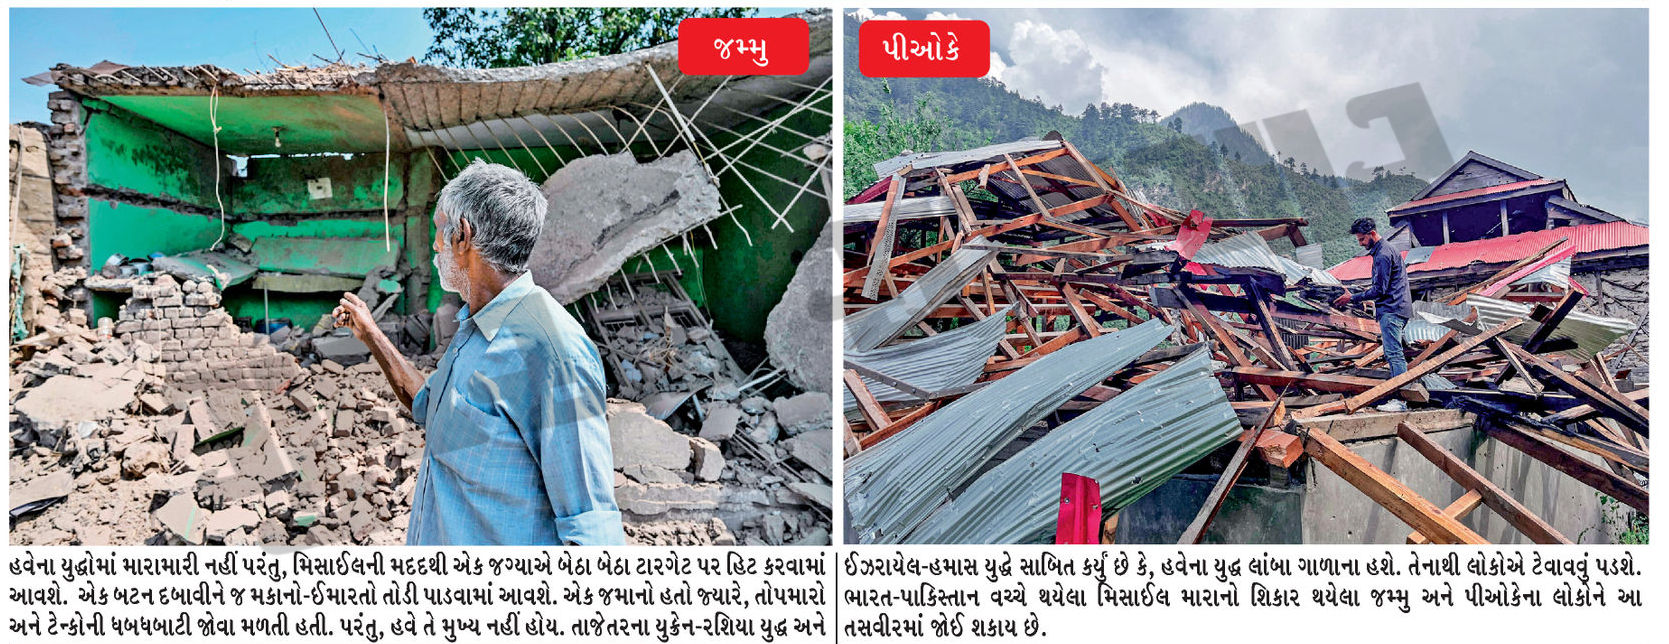 જમ્મુ
પીઓકે
હવેના યુદ્ધોમાં મારામારી નહીં પરંતુ, મિસાઈલની મદદથી એક જગ્યાએ બેઠા બેઠા ટારગેટ પર હિટ કરવામાં
આવશે. એક બટન દબાવીને જ મકાનો-ઈમારતો તોડી પાડવામાં આવશે. એક જમાનો હતો જ્યારે, તોપમારો
અને ટેન્કોની ધબધબાટી જોવા મળતી હતી. પરંતુ, હવે તે મુખ્ય નહીં હોય. તાજેતરના યુક્રેન-રશિયા યુદ્ધ અને
ઈઝરાયેલ-હમાસ યુદ્ધે સાબિત કર્યું છે કે, હવેના યુદ્ધ લાંબા ગાળાના હશે. તેનાથી લોકોએ ટેવાવવું પડશે.
ભારત-પાકિસ્તાન વચ્ચે થયેલા મિસાઈલ મારાનો શિકાર થયેલા જમ્મુ અને પીઓકેના લોકોને આ
તસવીરમાં જોઈ શકાય છે.